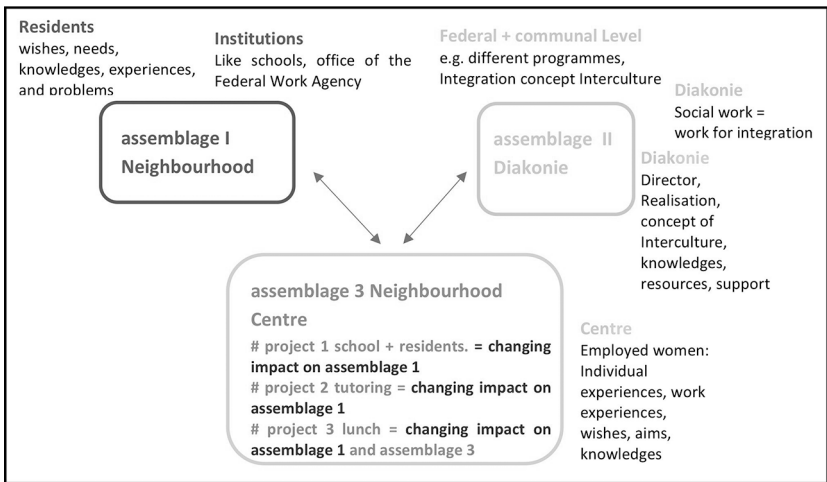 Residents
wishes, needs,
knowledges, experiences,
and problems
Institutions
Like schools, office of the
Federal Work Agency
Federal + communal Level
e.g. different programmes,
Integration concept Interculture
Diakonie
Social work =
work for integration
assemblage I
Neighbourhood
assemblage II
Diakonie
Diakonie
Director,
Realisation,
concept of
Interculture,
knowledges,
resources, support
assemblage 3 Neighbourhood
Centre
# project 1 school + residents. = changing
impact on assemblage 1
# project 2 tutoring = changing impact on
assemblage 1
# project 3 lunch = changing impact on
assemblage 1 and assemblage 3
Centre
Employed women:
Individual
experiences, work
experiences,
wishes, aims,
knowledges